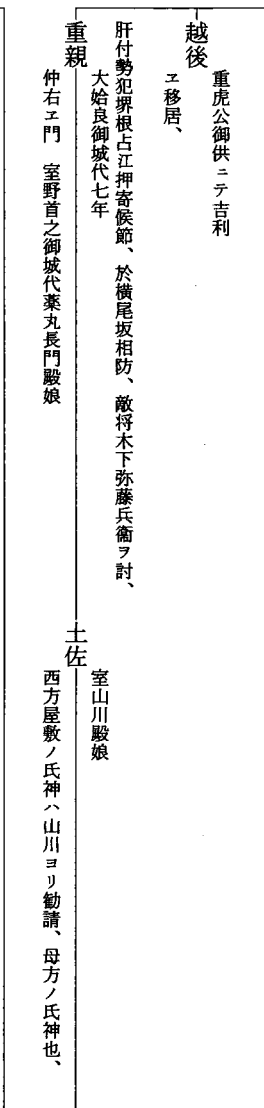 越後
重虎公御供ニテ吉利
ヱ移居、
肝付勢犯堺根占江押寄候節、於横尾坂相防、敵将木下弥藤兵衞ヲ討、
大姶良御城代七年
重親
仲右ヱ門　室野首之御城代薬丸長門殿娘
土佐
室山川殿娘
西方屋敷ノ氏神ハ山川ヨリ勧請、母方ノ氏神也、